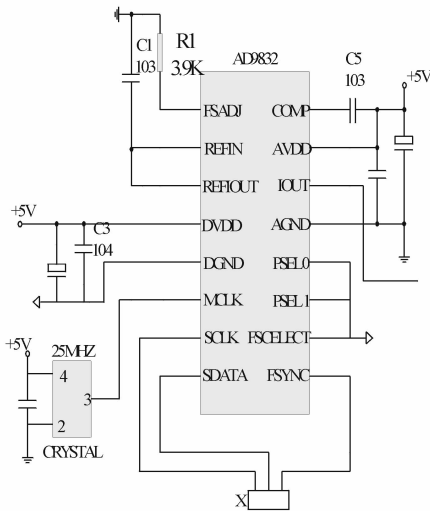 C1
103
R1
3.9K
AD9832
C5
103
+5V
FSADJ
COMP
REFIN
AVDD
REFIOUT
IOUT
+5V
DVDD
AGND
C3
104
DGND
PSEL0
MCLK
PSEL1
+5V
25MHZ
SCLK
FSCELECT
4
3
SDATA
FSYNC
2
CRYSTAL
X